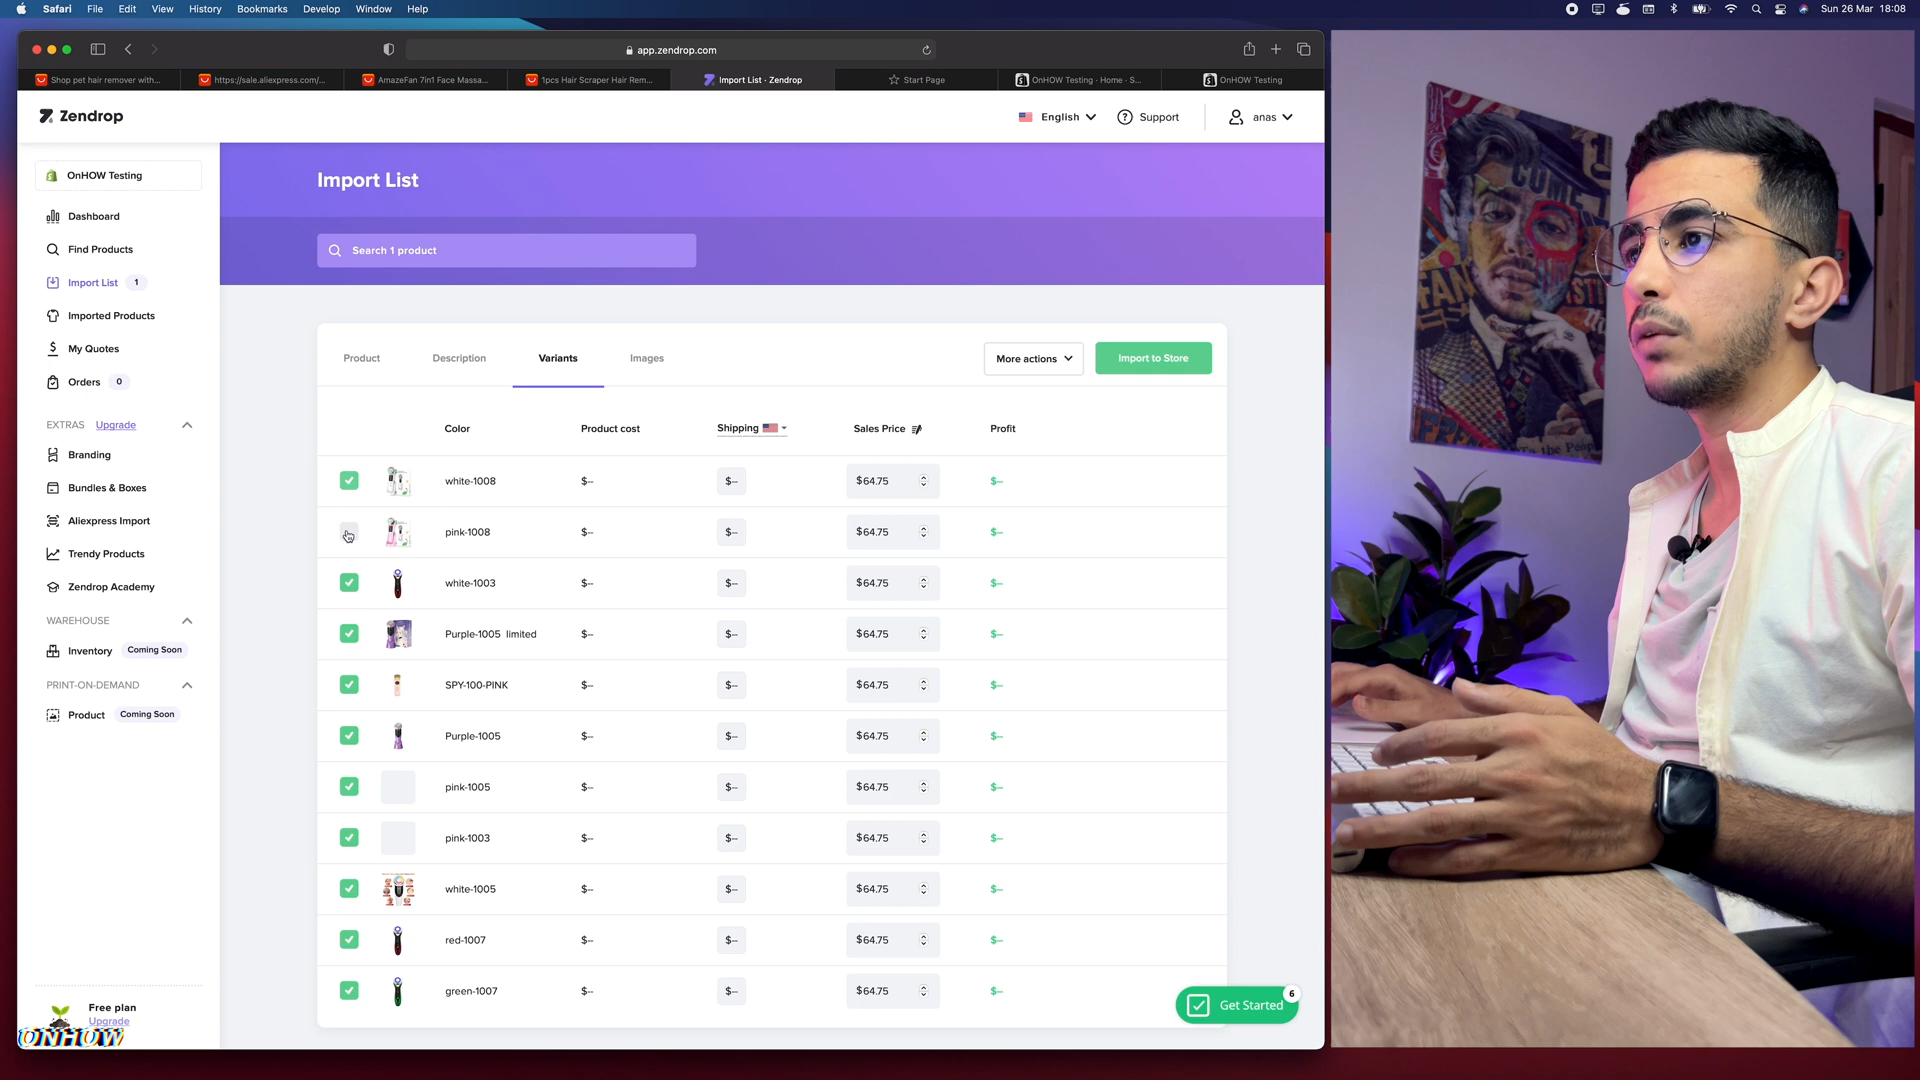 Safari File Edit View History Bookmarks Develop Window Help
Sun 26 Mar 18:08
app.zendrop.com
Shop pet hair remover with...
https://sale.aliexpress.com/...
AmazeFan 7in1 Face Massa...
1pcs Hair Scraper Hair Rem...
Import List · Zendrop
Start Page
OnHOW Testing · Home · S...
OnHOW Testing
Zendrop
English
Support
anas
OnHOW Testing
Dashboard
Find Products
Import List 1
Imported Products
My Quotes
Orders 0
EXTRAS Upgrade
Branding
Bundles & Boxes
Aliexpress Import
Trendy Products
Zendrop Academy
WAREHOUSE
Inventory Coming Soon
PRINT-ON-DEMAND
Product Coming Soon
Free plan
Upgrade
ONHOW
Import List
Search 1 product
Product Description Variants Images
More actions
Import to Store
Color Product cost Shipping Sales Price Profit
white-1008 $-- $-- $64.75 $--
pink-1008 $-- $-- $64.75 $--
white-1003 $-- $-- $64.75 $--
Purple-1005 limited $-- $-- $64.75 $--
SPY-100-PINK $-- $-- $64.75 $--
Purple-1005 $-- $-- $64.75 $--
pink-1005 $-- $-- $64.75 $--
pink-1003 $-- $-- $64.75 $--
white-1005 $-- $-- $64.75 $--
red-1007 $-- $-- $64.75 $--
green-1007 $-- $-- $64.75 $--
Get Started 6